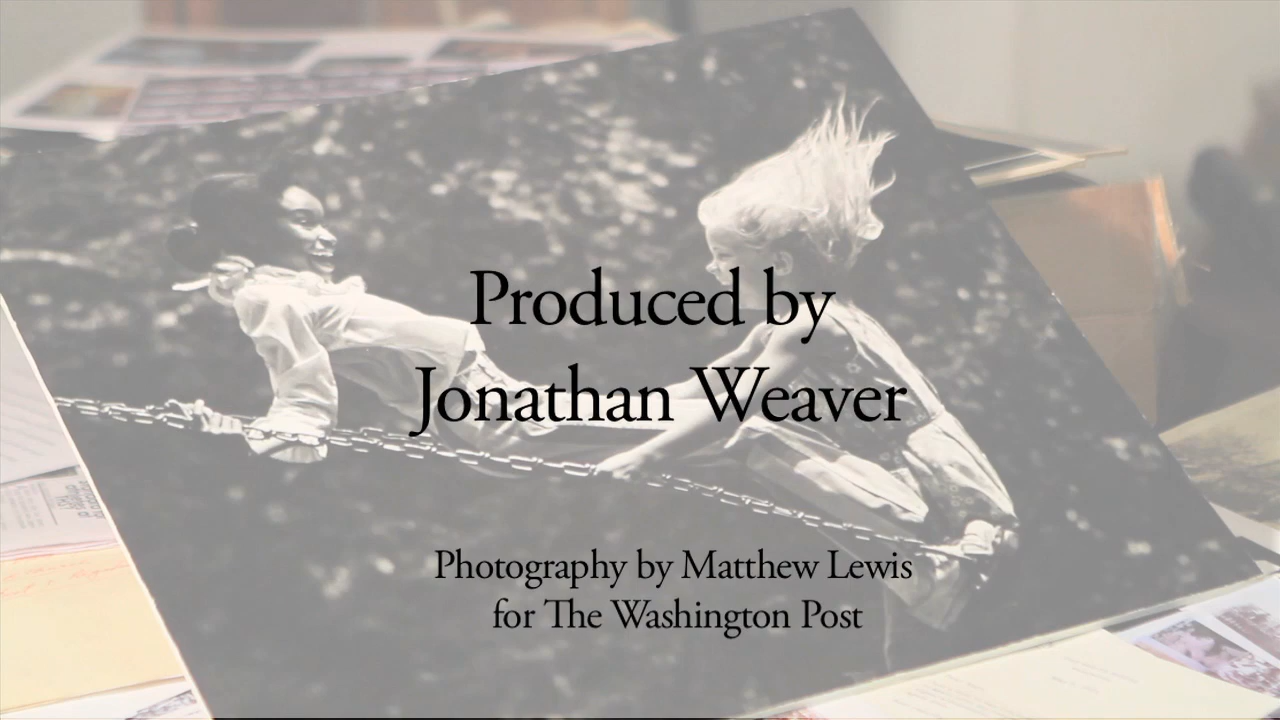 Produced by
Jonathan Weaver
Photography by Matthew Lewis
for The Washington Post